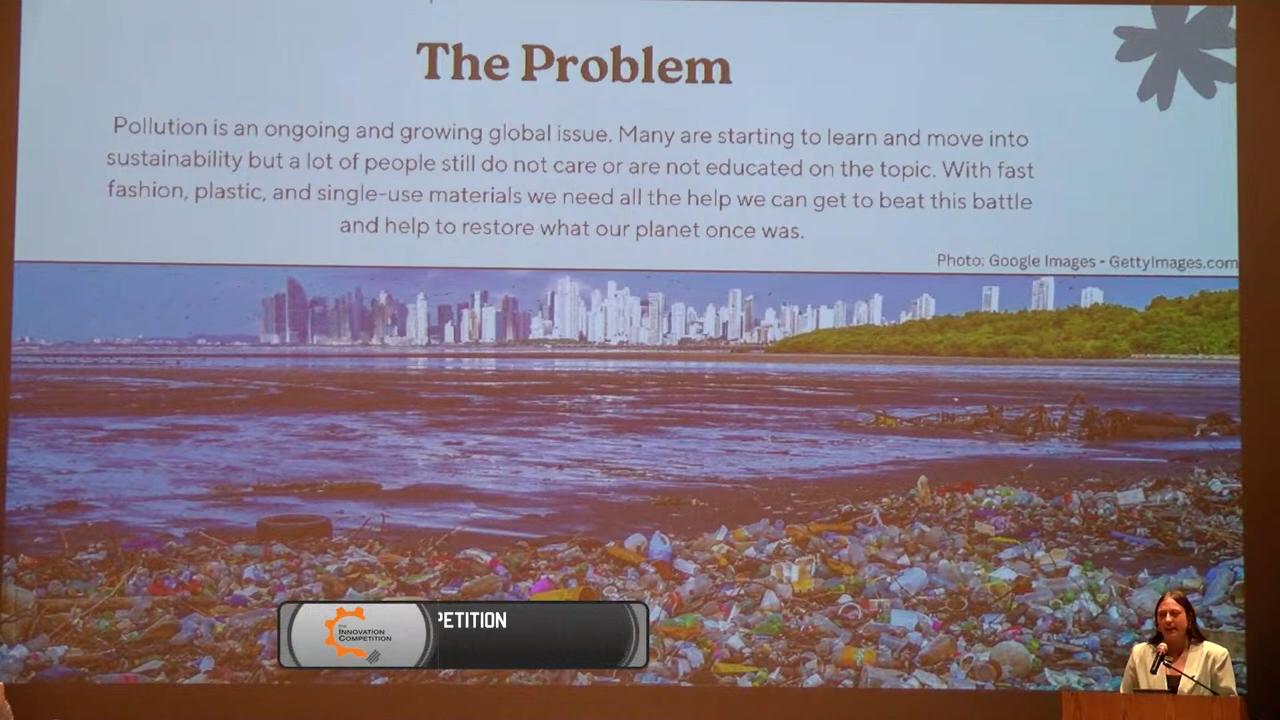 The Problem
Pollution is an ongoing and growing global issue. Many are starting to learn and move into
sustainability but a lot of people still do not care or are not educated on the topic. With fast
fashion, plastic, and single-use materials we need all the help we can get to beat this battle
and help to restore what our planet once was.
Photo: Google Images - GettyImages.com
THE
INNOVATION
COMPETITION
PETITION